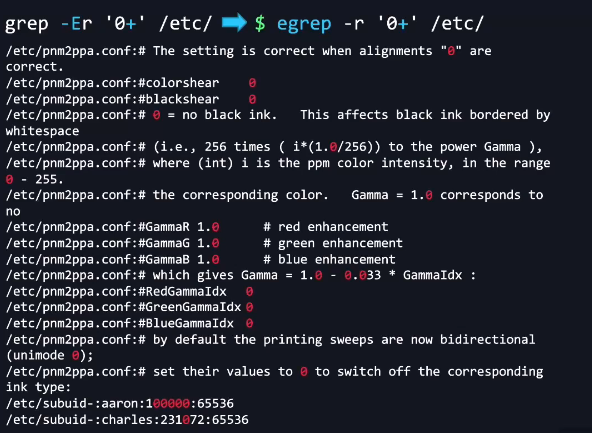 grep -Er '0+' /etc/ $ egrep -r '0+' /etc/
/etc/pnm2ppa.conf:# The setting is correct when alignments "0" are
correct.
/etc/pnm2ppa.conf:#colorshear    0
/etc/pnm2ppa.conf:#blackshear    0
/etc/pnm2ppa.conf:# 0 = no black ink.   This affects black ink bordered by
whitespace
/etc/pnm2ppa.conf:# (i.e., 256 times ( i*(1.0/256)) to the power Gamma ),
/etc/pnm2ppa.conf:# where (int) i is the ppm color intensity, in the range
0 - 255.
/etc/pnm2ppa.conf:# the corresponding color.   Gamma = 1.0 corresponds to
no
/etc/pnm2ppa.conf:#GammaR 1.0      # red enhancement
/etc/pnm2ppa.conf:#GammaG 1.0      # green enhancement
/etc/pnm2ppa.conf:#GammaB 1.0      # blue enhancement
/etc/pnm2ppa.conf:# which gives Gamma = 1.0 - 0.033 * GammaIdx :
/etc/pnm2ppa.conf:#RedGammaIdx   0
/etc/pnm2ppa.conf:#GreenGammaIdx 0
/etc/pnm2ppa.conf:#BlueGammaIdx  0
/etc/pnm2ppa.conf:# by default the printing sweeps are now bidirectional
(unimode 0);
/etc/pnm2ppa.conf:# set their values to 0 to switch off the corresponding
ink type:
/etc/subuid-:aaron:100000:65536
/etc/subuid-:charles:231072:65536